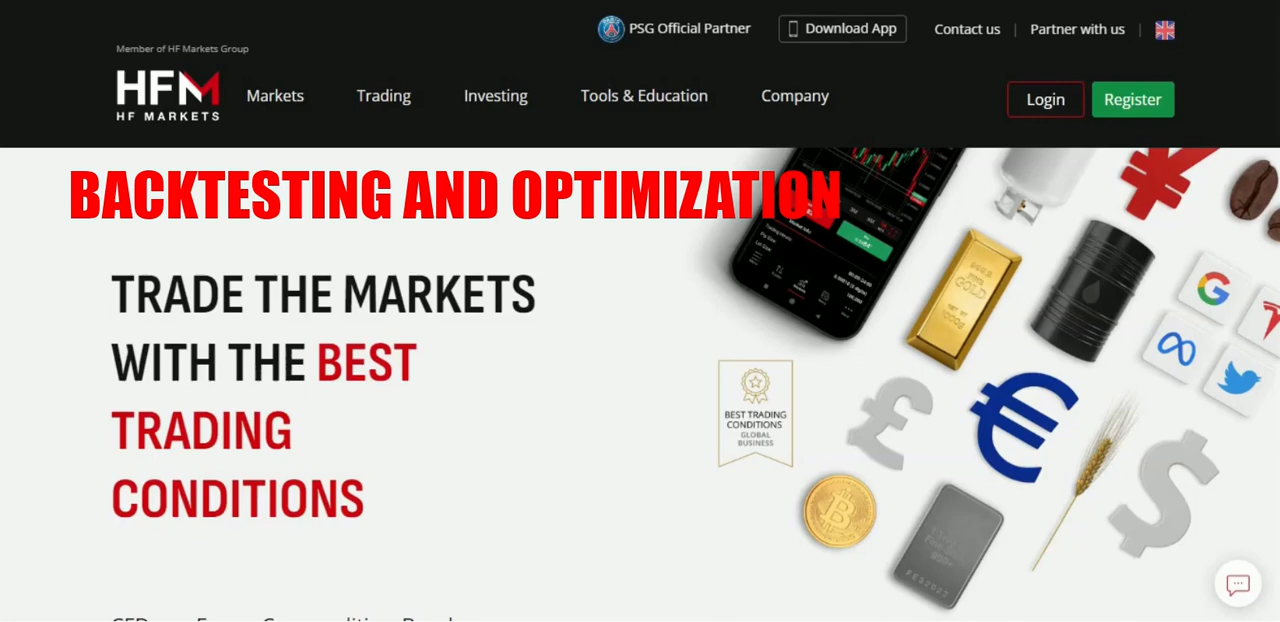 PSG Official Partner
Download App
Contact us
Partner with us
Member of HF Markets Group
HFM
HF MARKETS
Markets
Trading
Investing
Tools & Education
Company
Login
Register
BACKTESTING AND OPTIMIZATION
TRADE THE MARKETS
WITH THE BEST
TRADING
CONDITIONS
BEST TRADING
CONDITIONS
GLOBAL
BUSINESS
GOLD